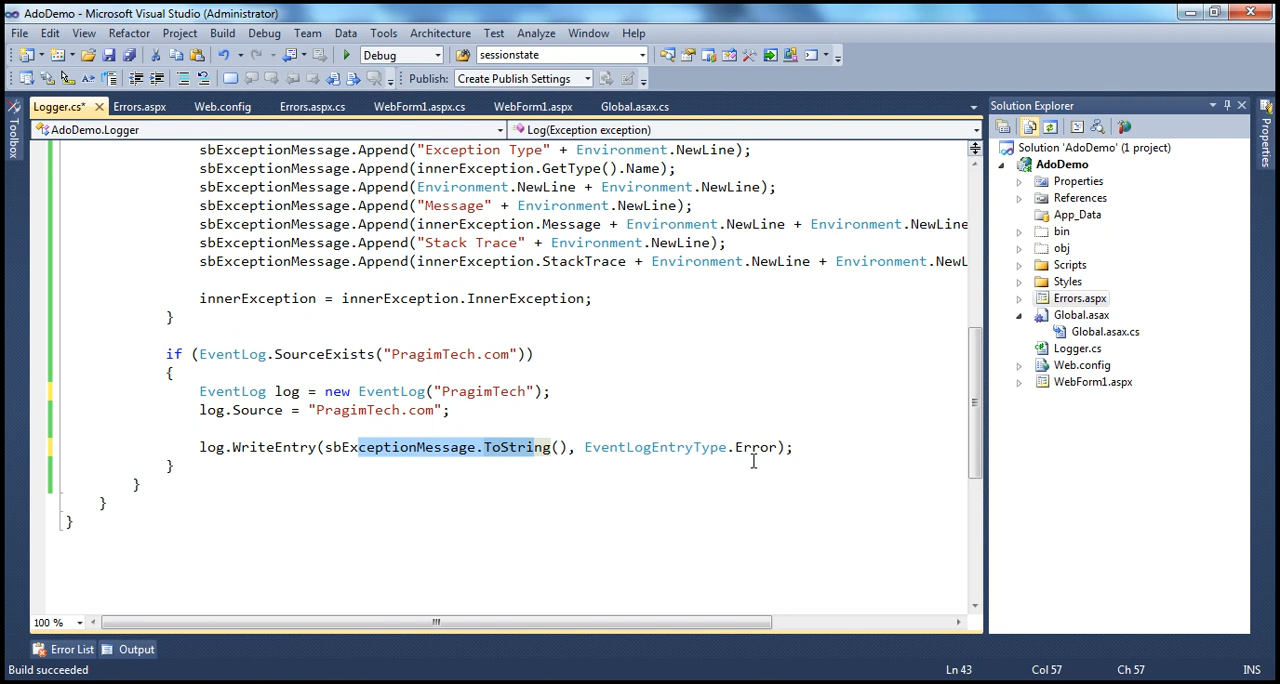 AdoDemo - Microsoft Visual Studio (Administrator)
File Edit View Refactor Project Build Debug Team Data Tools Architecture Test Analyze Window Help
Debug sessionstate
Publish: Create Publish Settings
Logger.cs* Errors.aspx Web.config Errors.aspx.cs WebForm1.aspx.cs WebForm1.aspx Global.asax.cs
AdoDemo.Logger Log(Exception exception)
Toolbox
sbExceptionMessage.Append("Exception Type" + Environment.NewLine);
sbExceptionMessage.Append(innerException.GetType().Name);
sbExceptionMessage.Append(Environment.NewLine + Environment.NewLine);
sbExceptionMessage.Append("Message" + Environment.NewLine);
sbExceptionMessage.Append(innerException.Message + Environment.NewLine + Environment.NewLine
sbExceptionMessage.Append("Stack Trace" + Environment.NewLine);
sbExceptionMessage.Append(innerException.StackTrace + Environment.NewLine + Environment.NewL
innerException = innerException.InnerException;
}
if (EventLog.SourceExists("PragimTech.com"))
{
EventLog log = new EventLog("PragimTech");
log.Source = "PragimTech.com";
log.WriteEntry(sbExceptionMessage.ToString(), EventLogEntryType.Error);
}
}
}
}
100 %
Solution Explorer
Solution 'AdoDemo' (1 project)
AdoDemo
Properties
References
App_Data
bin
obj
Scripts
Styles
Errors.aspx
Global.asax
Global.asax.cs
Logger.cs
Web.config
WebForm1.aspx
Properties
Error List Output
Build succeeded Ln 43 Col 57 Ch 57 INS